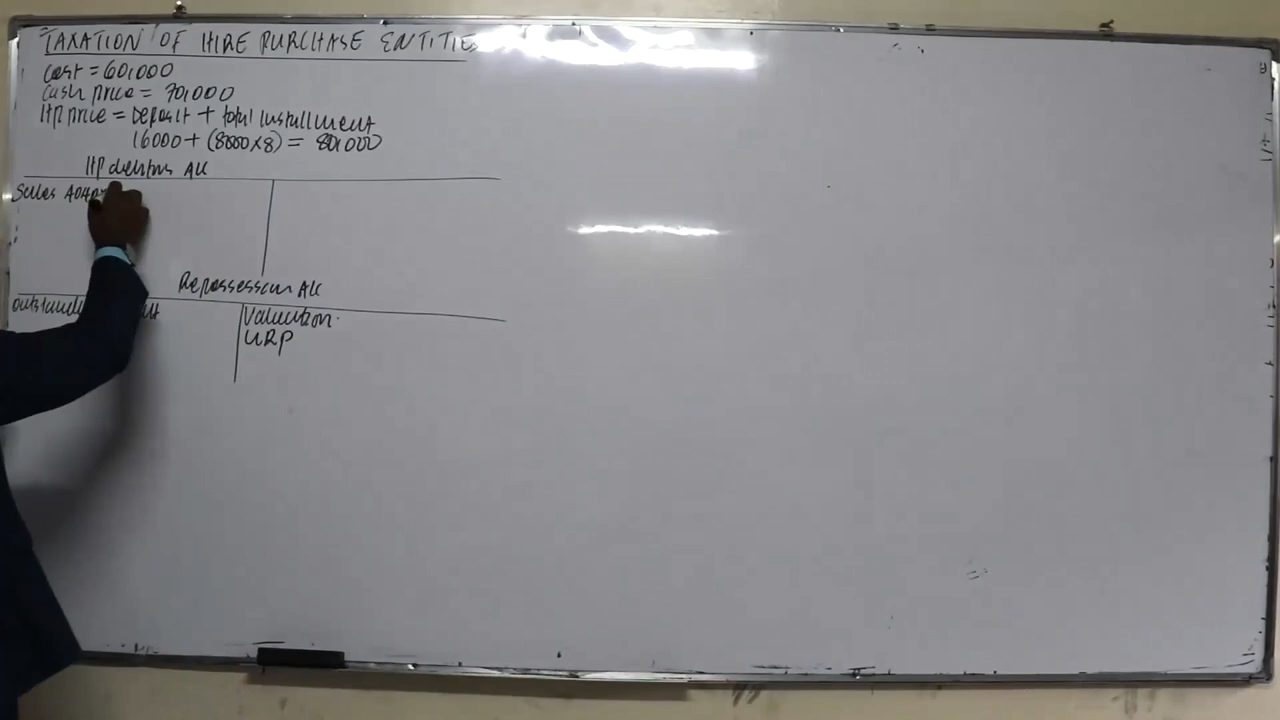 TAXATION OF HIRE PURCHASE ENTITIE
Cost = 60,000
Cash price = 70,000
HP price = Deposit + total installment
16000 + (8000 x 8) = 80,000
HP debtors A/C
Sales
Repossession A/C
Valuation.
URP